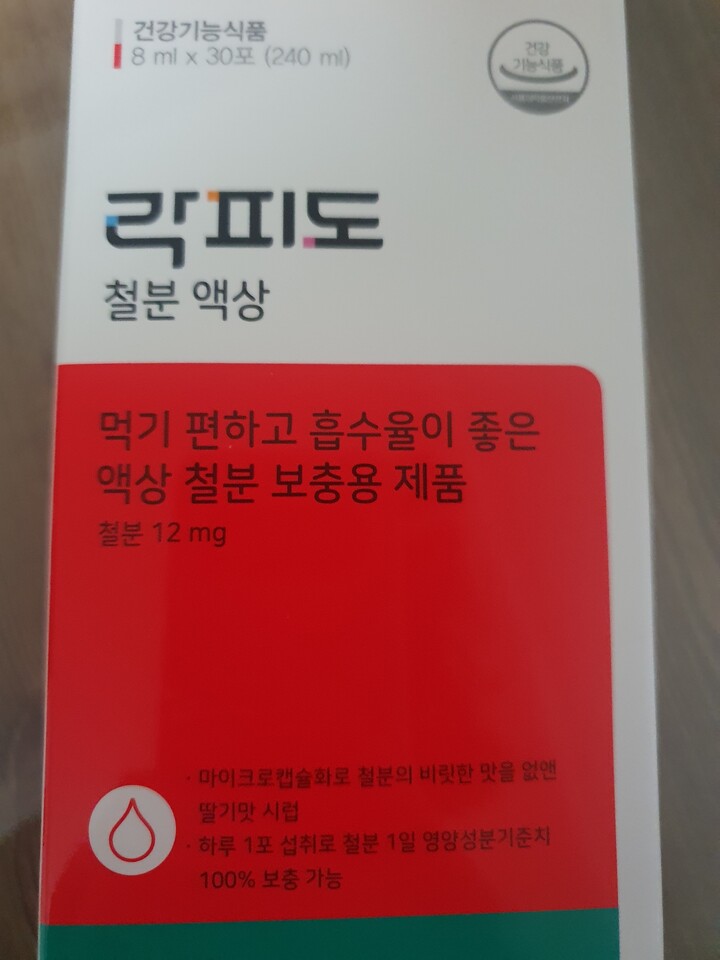 건강기능식품
8 ml x 30포 (240 ml)
건강
기능식품
락피도
철분 액상
먹기 편하고 흡수율이 좋은
액상 철분 보충용 제품
철분 12 mg
· 마이크로캡슐화로 철분의 비릿한 맛을 없앤
딸기맛 시럽
· 하루 1포 섭취로 철분 1일 영양성분기준치
100% 보충 가능